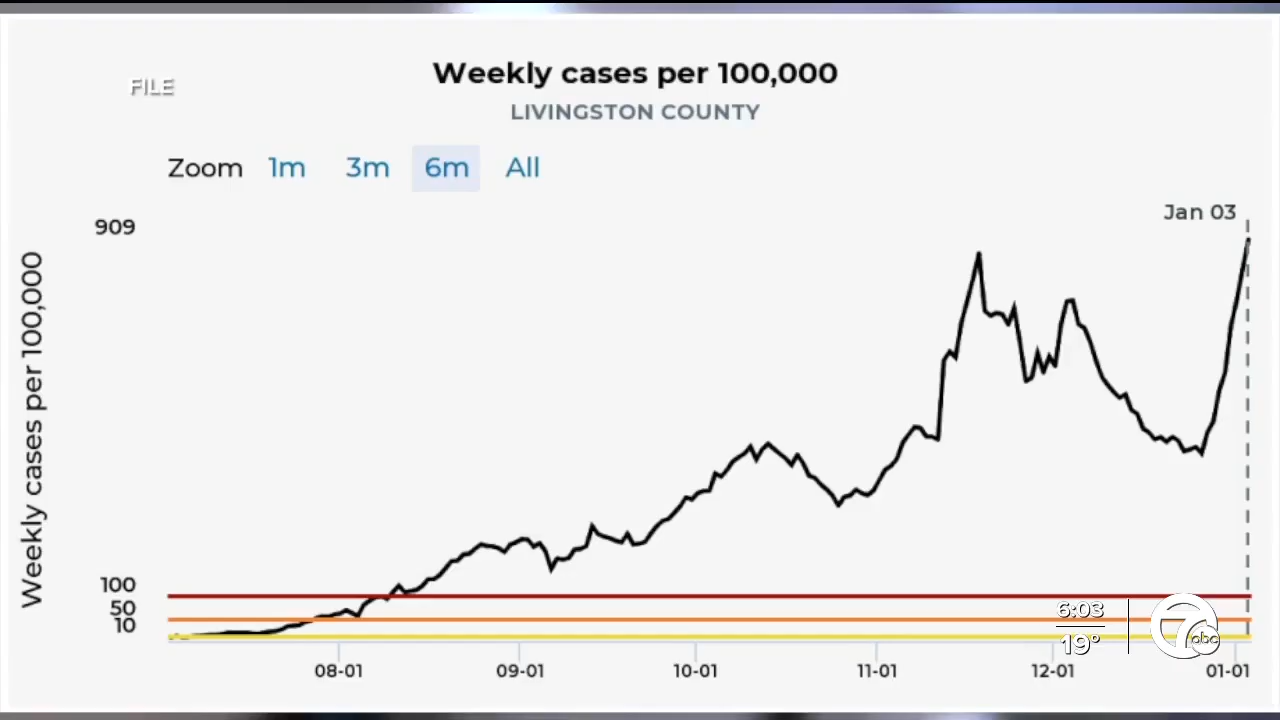 FILE
Weekly cases per 100,000
LIVINGSTON COUNTY
Zoom 1m 3m 6m All
Jan 03
909
Weekly cases per 100,000
100
50
10
08-01 09-01 10-01 11-01 12-01 01-01
6:03
19°
7
abc